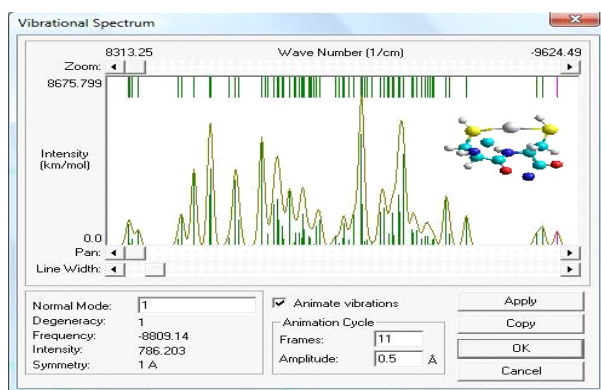 Vibrational Spectrum
8313.25 Wave Number (1/cm) -9624.49
Zoom:
8675.799
Intensity
(km/mol)
0.0
Pan:
Line Width:
Normal Mode: 1
Degeneracy: 1
Frequency: -8809.14
Intensity: 786.203
Symmetry: 1 A
Animate vibrations
Animation Cycle
Frames: 11
Amplitude: 0.5 Å
Apply
Copy
OK
Cancel